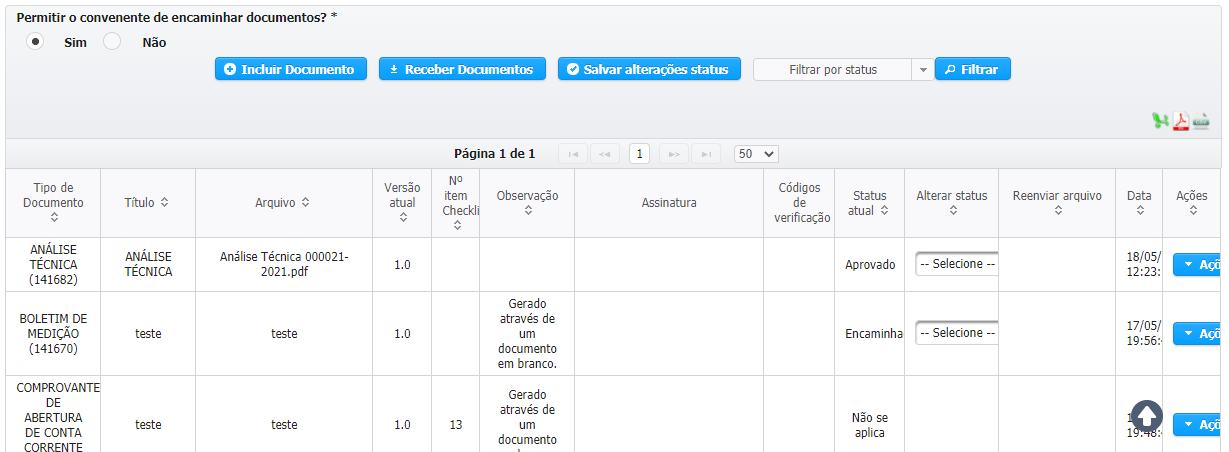 Permitir o convenente de encaminhar documentos? *
Sim Não
Incluir Documento Receber Documentos Salvar alterações status Filtrar por status Filtrar
Página 1 de 1 1 50
Tipo de Documento Título Arquivo Versão atual Nº item Checkli Observação Assinatura Códigos de verificação Status atual Alterar status Reenviar arquivo Data Ações
ANÁLISE TÉCNICA (141682) ANÁLISE TÉCNICA Análise Técnica 000021-2021.pdf 1.0 Aprovado -- Selecione -- 18/05/ 12:23: Açõ
BOLETIM DE MEDIÇÃO (141670) teste teste 1.0 Gerado através de um documento em branco. Encaminha -- Selecione -- 17/05/ 19:56: Açõ
COMPROVANTE DE ABERTURA DE CONTA CORRENTE teste teste 1.0 13 Gerado através de um documento Não se aplica 19:48: Açõ